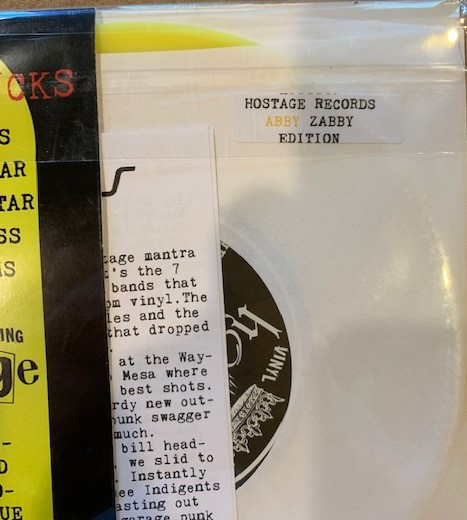 CKS
S
AR
TAR
SS
S
ING
ge
D
O-
UE
HOSTAGE RECORDS
ABBY ZABBY
EDITION
tage mantra
t's the 7
bands that
om vinyl.The
ies and the
that dropped
at the Way-
Mesa where
best shots.
rdy new out-
punk swagger
much.
bill head-
we slid to
Instantly
ee Indigents
asting out
garage punk
VINYL